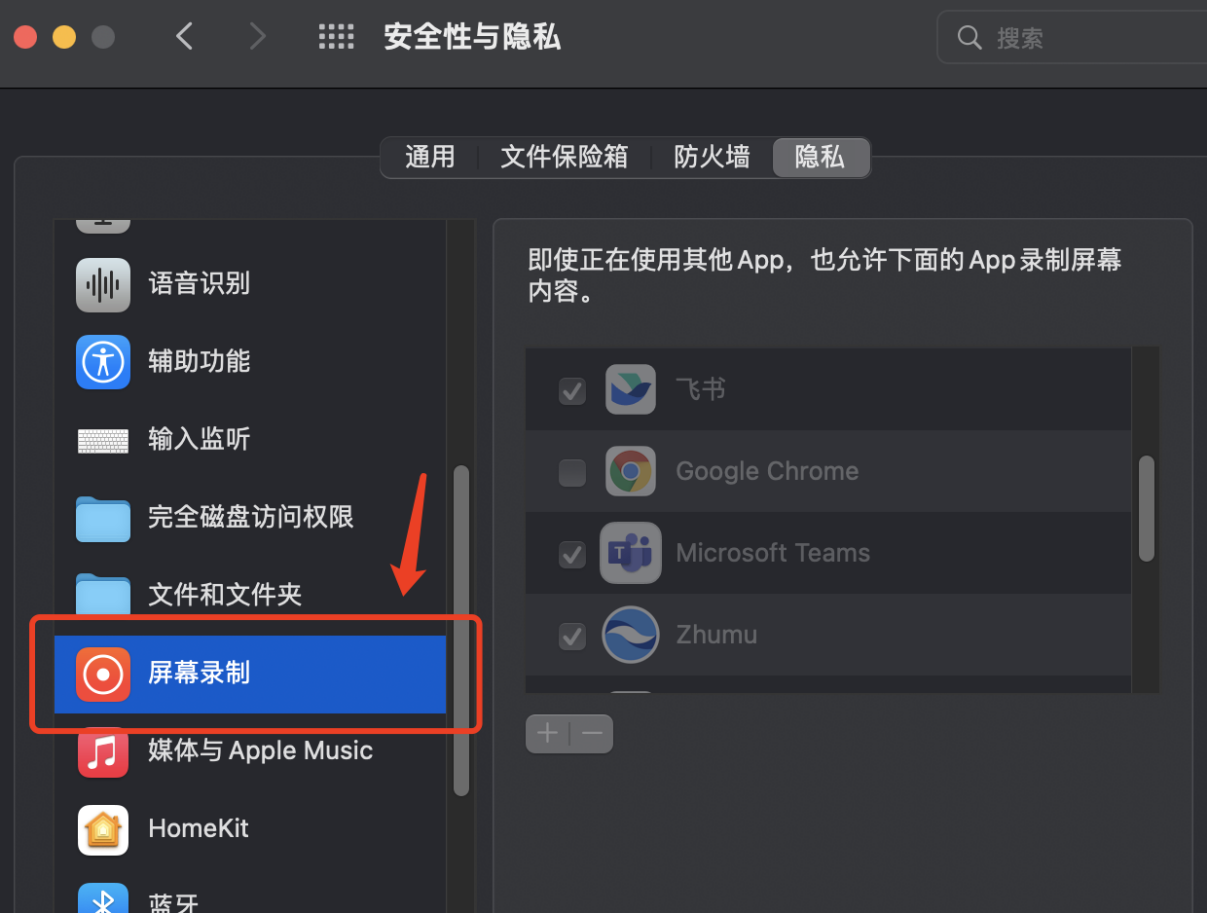 安全性与隐私
搜索
通用
文件保险箱
防火墙
隐私
语音识别
辅助功能
输入监听
完全磁盘访问权限
文件和文件夹
屏幕录制
媒体与 Apple Music
HomeKit
蓝牙
即使正在使用其他 App，也允许下面的 App 录制屏幕
内容。
飞书
Google Chrome
Microsoft Teams
Zhumu